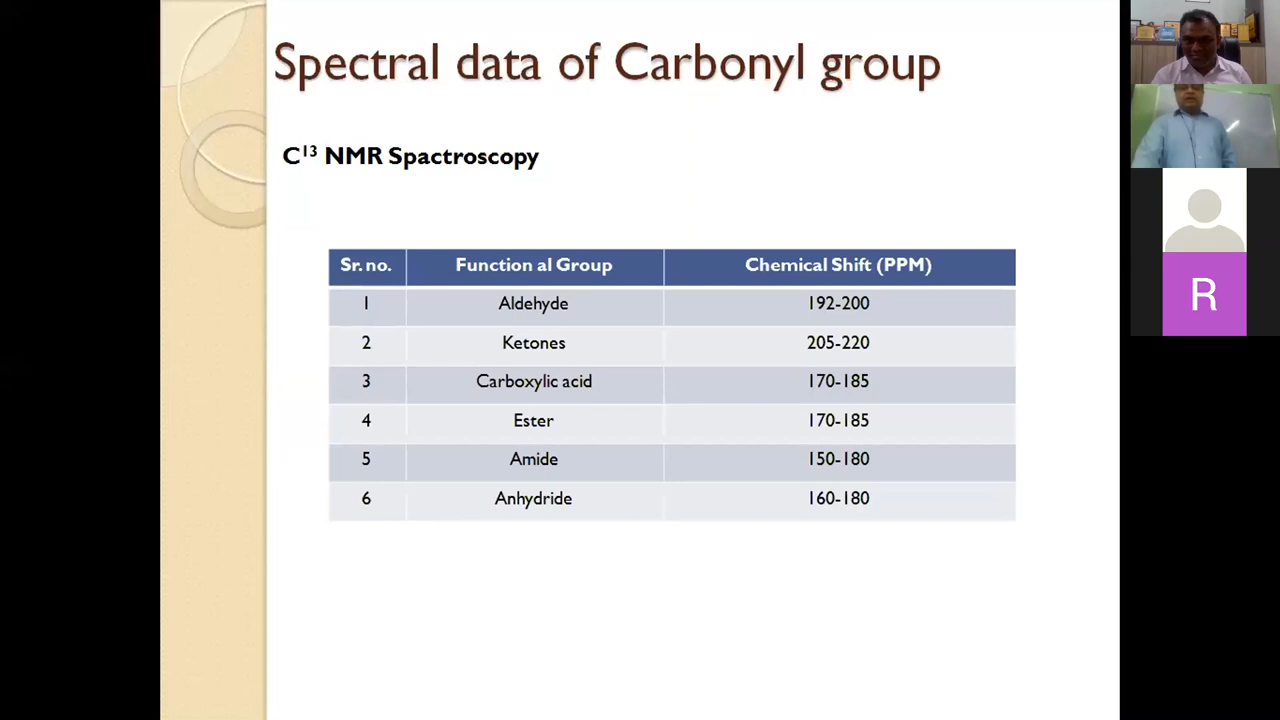 Spectral data of Carbonyl group
C¹³ NMR Spactroscopy
Sr. no. Function al Group Chemical Shift (PPM)
1 Aldehyde 192-200
2 Ketones 205-220
3 Carboxylic acid 170-185
4 Ester 170-185
5 Amide 150-180
6 Anhydride 160-180
R